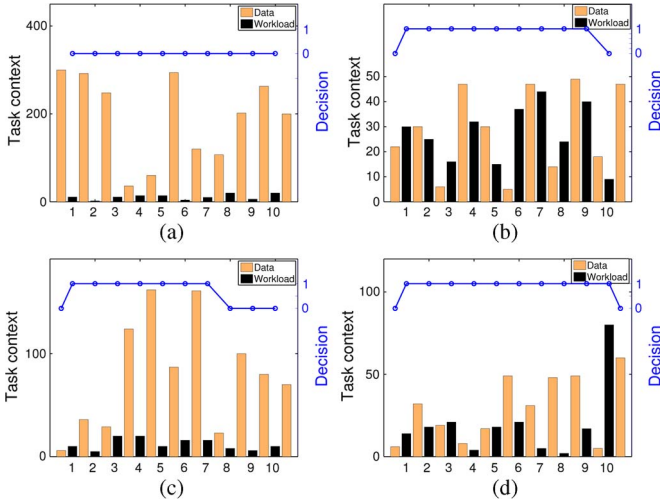 Data
Workload
400
200
0
Task context
1
0
Decision
1 2 3 4 5 6 7 8 9 10
(a)
Data
Workload
50
40
30
20
10
0
Task context
1
0
Decision
1 2 3 4 5 6 7 8 9 10
(b)
Data
Workload
100
0
Task context
1
0
Decision
1 2 3 4 5 6 7 8 9 10
(c)
Data
Workload
100
50
0
Task context
1
0
Decision
1 2 3 4 5 6 7 8 9 10
(d)